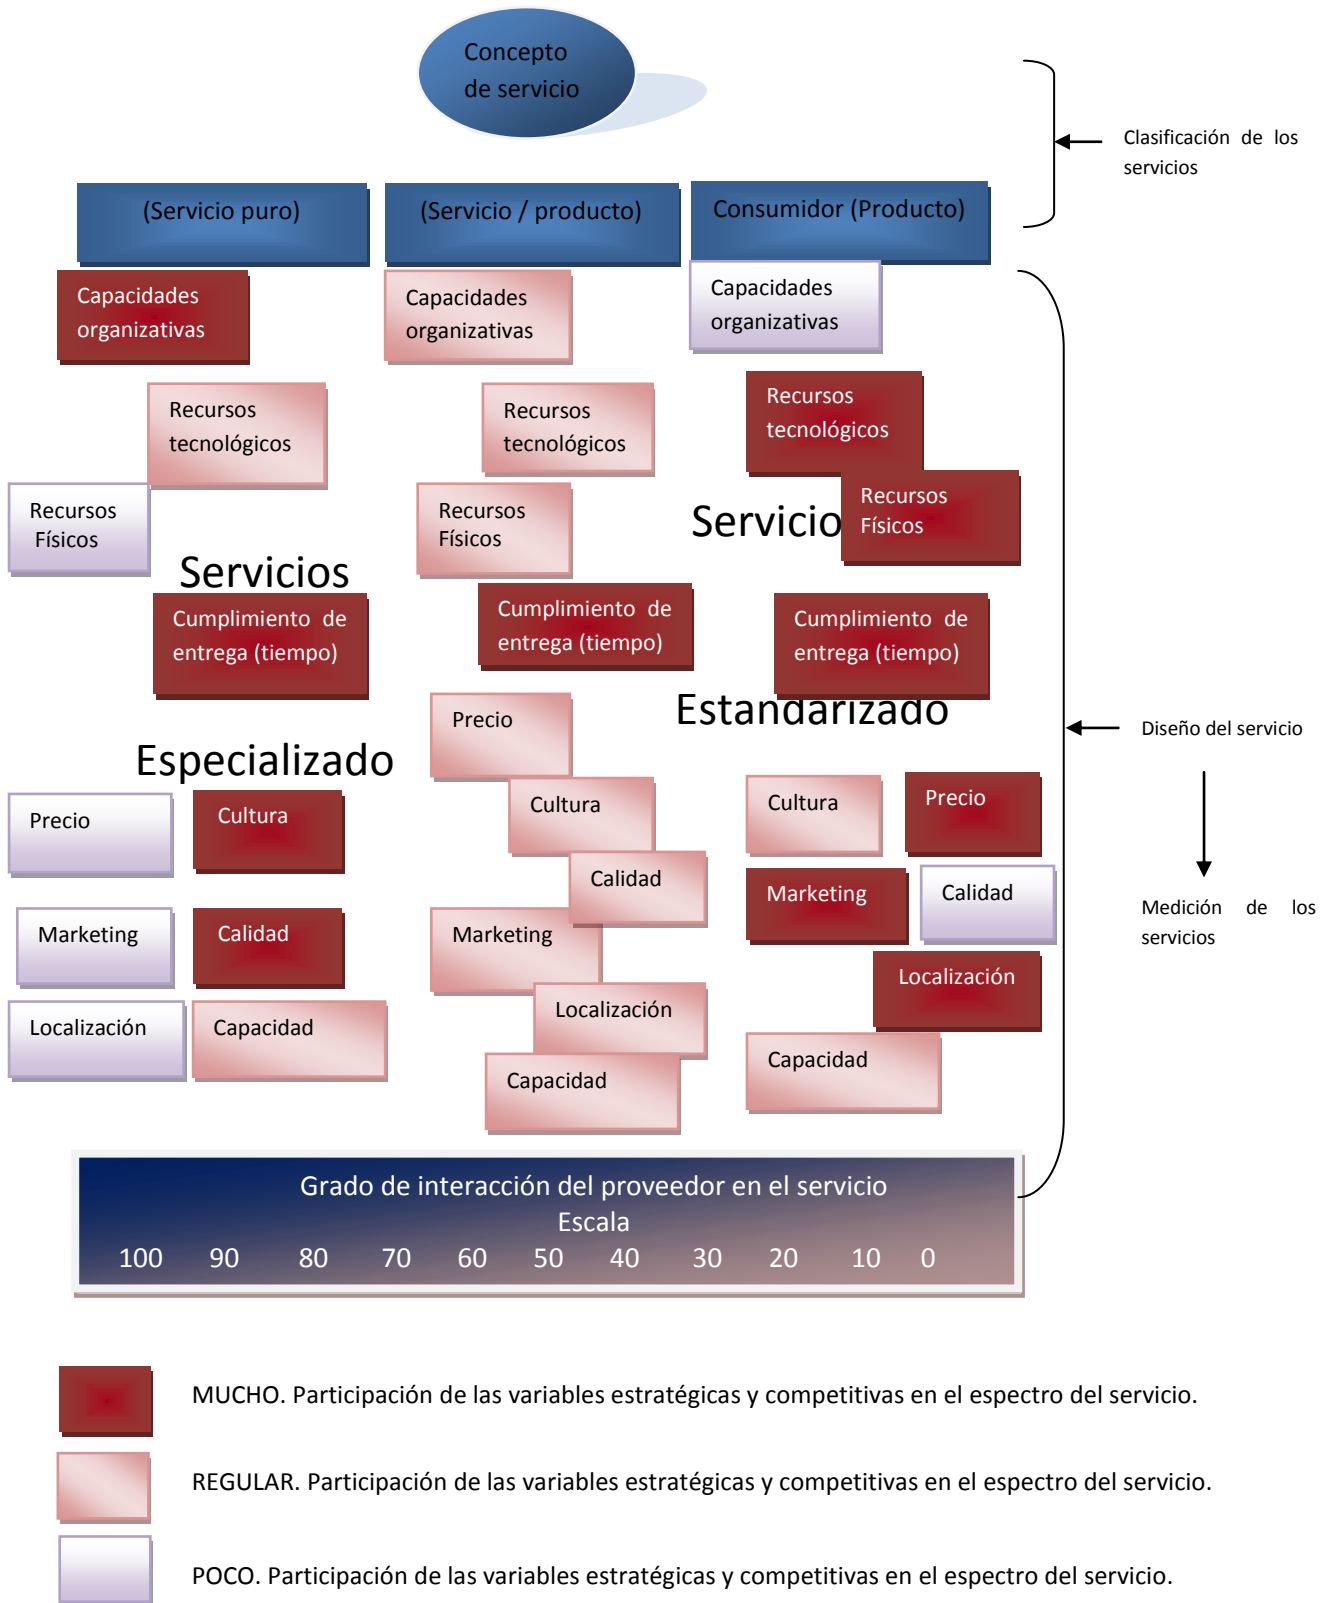 Concepto
de servicio
Clasificación de los
servicios
(Servicio puro)
(Servicio / producto)
Consumidor (Producto)
Capacidades
organizativas
Capacidades
organizativas
Capacidades
organizativas
Recursos
tecnológicos
Recursos
tecnológicos
Recursos
tecnológicos
Recursos
Físicos
Recursos
Físicos
Servicio
Recursos
Físicos
Servicios
Cumplimiento de
entrega (tiempo)
Cumplimiento de
entrega (tiempo)
Cumplimiento de
entrega (tiempo)
Estandarizado
Especializado
Precio
Diseño del servicio
Precio
Cultura
Cultura
Cultura
Precio
Marketing
Calidad
Calidad
Marketing
Marketing
Calidad
Medición de los
servicios
Localización
Capacidad
Localización
Capacidad
Localización
Capacidad
Grado de interacción del proveedor en el servicio
Escala
100 90 80 70 60 50 40 30 20 10 0
MUCHO. Participación de las variables estratégicas y competitivas en el espectro del servicio.
REGULAR. Participación de las variables estratégicas y competitivas en el espectro del servicio.
POCO. Participación de las variables estratégicas y competitivas en el espectro del servicio.